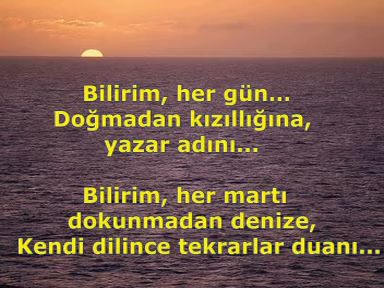 Bilirim, her gün...
Doğmadan kızıllığına,
yazar adını...
Bilirim, her martı
dokunmadan denize,
Kendi dilince tekrarlar duanı...